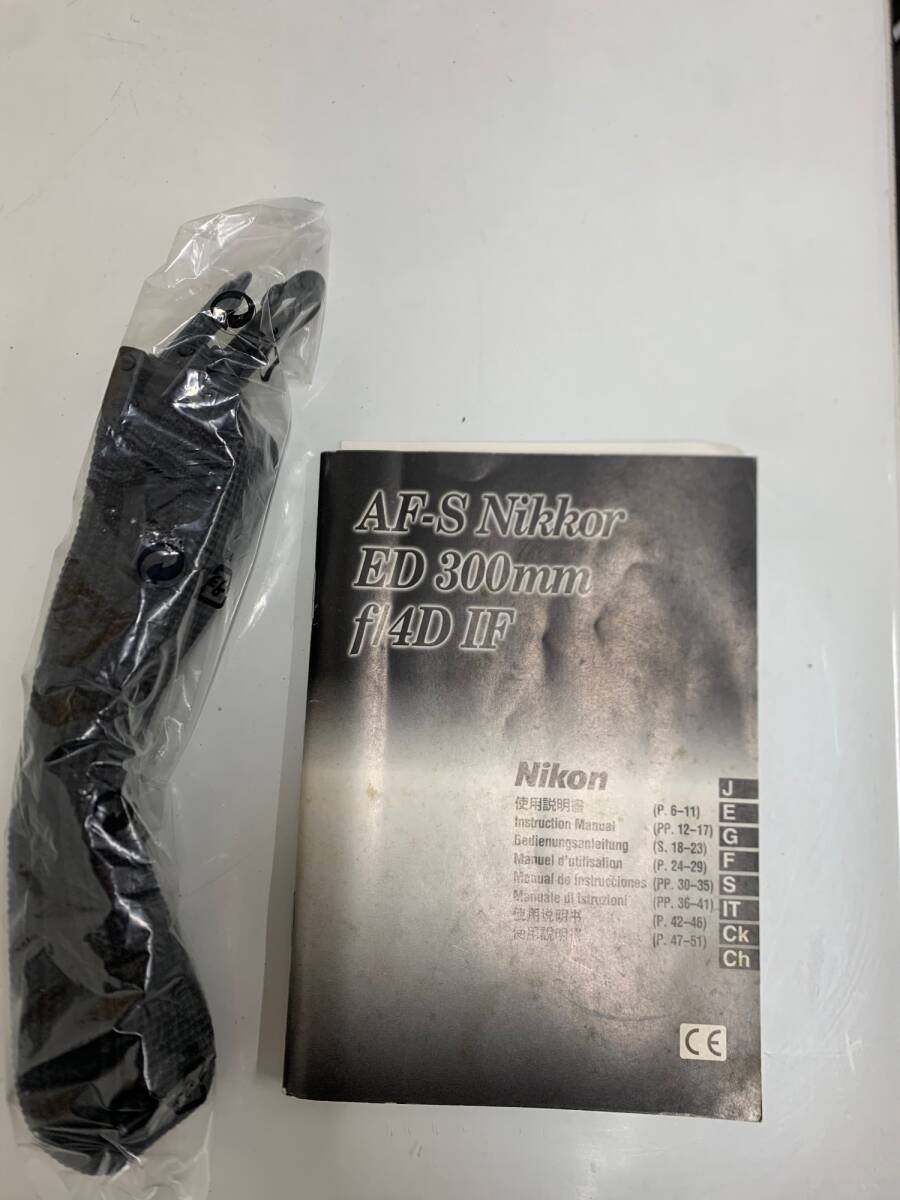 AF-S Nikkor
ED 300mm
f/4D IF
Nikon
使用説明書 (P. 6–11) J
Instruction Manual (PP. 12–17) E
Bedienungsanleitung (S. 18–23) G
Manuel d'utilisation (P. 24–29) F
Manual de instrucciones (PP. 30–35) S
Manuale di istruzioni (PP. 36–41) IT
使用说明书 (P. 42–46) Ck
使用說明書 (P. 47–51) Ch
CE